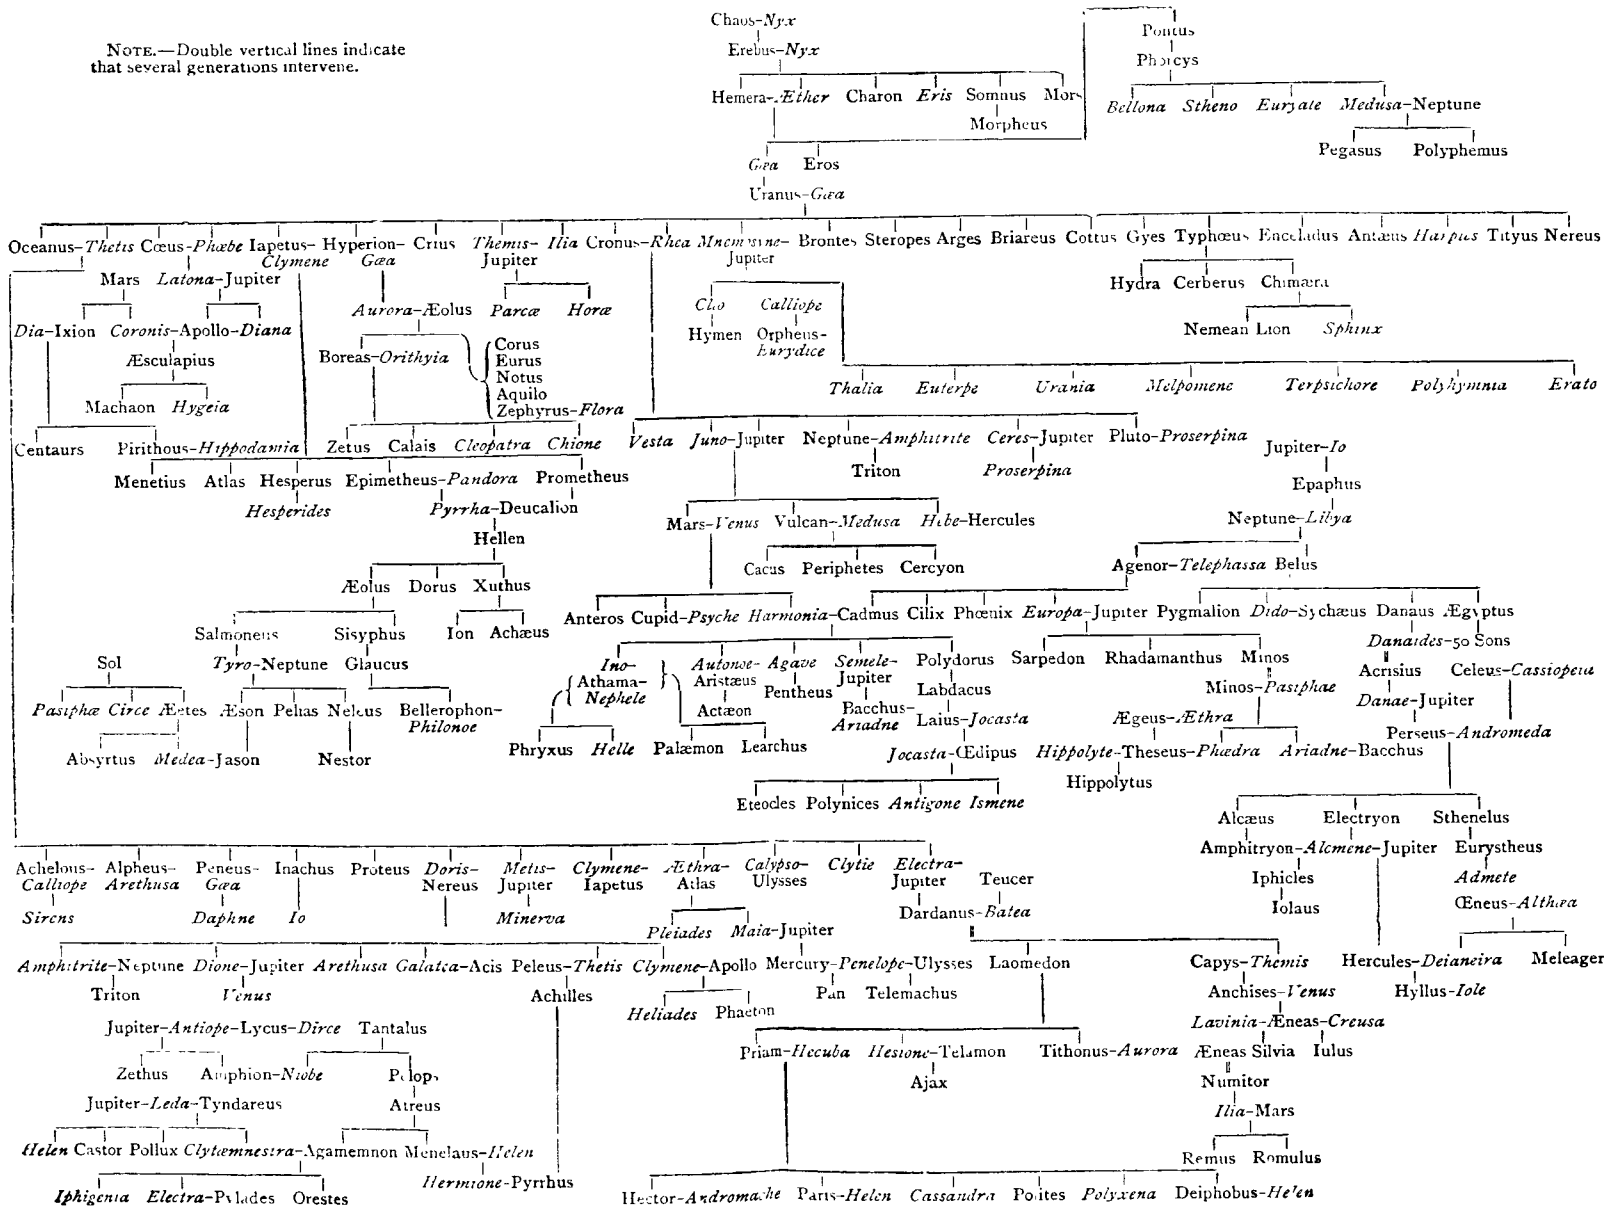 Chaos-Nyx
Pontus
NOTE.—Double vertical lines indicate
that several generations intervene.
Erebus-Nyx
Phorcys
Hemera-Æther Charon Eris Somnus Mors
Bellona Stheno Euryale Medusa-Neptune
Morpheus
Pegasus Polyphemus
Gæa Eros
Uranus-Gæa
Oceanus-Thetis Cœus-Phœbe Iapetus- Hyperion- Crius Themis- Ilia Cronus-Rhea Mnemosine- Brontes Steropes Arges Briareus Cottus Gyes Typhœus Enceladus Antæus Harpies Tityus Nereus
Clymene Gæa Jupiter Jupiter
Mars Latona-Jupiter
Hydra Cerberus Chimæra
Aurora-Æolus Parcæ Horæ
Clio Calliope
Dia-Ixion Coronis-Apollo-Diana
Hymen Orpheus-
Eurydice
Nemean Lion Sphinx
Æsculapius
Boreas-Orithyia
Corus
Eurus
Notus
Aquilo
Zephyrus-Flora
Thalia Euterpe Urania Melpomene Terpsichore Polyhymnia Erato
Machaon Hygeia
Centaurs Pirithous-Hippodamia Zetus Calais Cleopatra Chione Vesta Juno-Jupiter Neptune-Amphitrite Ceres-Jupiter Pluto-Proserpina
Jupiter-Io
Triton Proserpina
Menetius Atlas Hesperus Epimetheus-Pandora Prometheus
Epaphus
Hesperides Pyrrha-Deucalion
Mars-Venus Vulcan-Medusa Hebe-Hercules
Neptune-Libya
Hellen
Cacus Periphetes Cercyon
Agenor-Telephassa Belus
Æolus Dorus Xuthus
Anteros Cupid-Psyche Harmonia-Cadmus Cilix Phœnix Europa-Jupiter Pygmalion Dido-Sychæus Danaus Ægyptus
Salmoneus Sisyphus Ion Achæus
Danaides-50 Sons
Sol
Tyro-Neptune Glaucus
Ino- Autonoe- Agave Semele- Polydorus Sarpedon Rhadamanthus Minos
Athama- Aristæus Pentheus Jupiter Labdacus
Nephele Actæon Bacchus- Laius-Jocasta
Ariadne
Acrisius Celeus-Cassiopeia
Minos-Pasiphae
Danae-Jupiter
Pasiphæ Circe Æetes Æson Pelias Neleus Bellerophon-
Philonoe
Ægeus-Æthra
Perseus-Andromeda
Absyrtus Medea-Jason Nestor
Phryxus Helle Palæmon Learchus
Jocasta-Œdipus
Hippolyte-Theseus-Phædra Ariadne-Bacchus
Hippolytus
Eteocles Polynices Antigone Ismene
Alcæus Electryon Sthenelus
Amphitryon-Alcmene-Jupiter Eurystheus
Iphicles Admete
Iolaus
Œneus-Althæa
Achelous- Alpheus- Peneus- Inachus Proteus Doris- Metis- Clymene- Æthra- Calypso- Clytie Electra-
Calliope Arethusa Gæa Nereus Jupiter Iapetus Atlas Ulysses Jupiter Teucer
Sirens Daphne Io Minerva
Dardanus-Batea
Pleiades Maia-Jupiter
Amphitrite-Neptune Dione-Jupiter Arethusa Galatea-Acis Peleus-Thetis Clymene-Apollo Mercury-Penelope-Ulysses Laomedon
Capys-Themis Hercules-Deianeira Meleager
Triton Venus Achilles
Pan Telemachus
Anchises-Venus Hyllus-Iole
Heliades Phaeton
Jupiter-Antiope-Lycus-Dirce Tantalus
Lavinia-Æneas-Creusa
Zethus Amphion-Niobe Pelops
Priam-Hecuba Hesione-Telamon Tithonus-Aurora Æneas Silvia Iulus
Ajax
Numitor
Jupiter-Leda-Tyndareus Atreus
Ilia-Mars
Helen Castor Pollux Clytæmnestra-Agamemnon Menelaus-Helen
Remus Romulus
Hermione-Pyrrhus
Iphigenia Electra-Pylades Orestes
Hector-Andromache Paris-Helen Cassandra Polites Polyxena Deiphobus-Helen